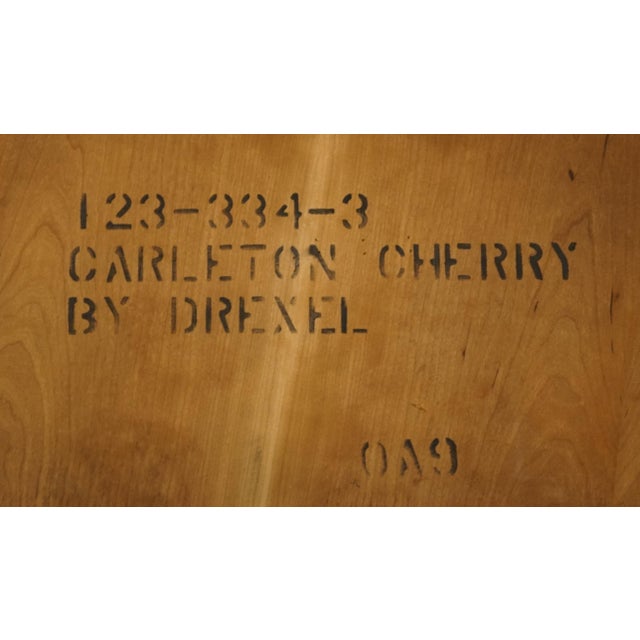 123-334-3
CARLETON CHERRY
BY DREXEL
0A9